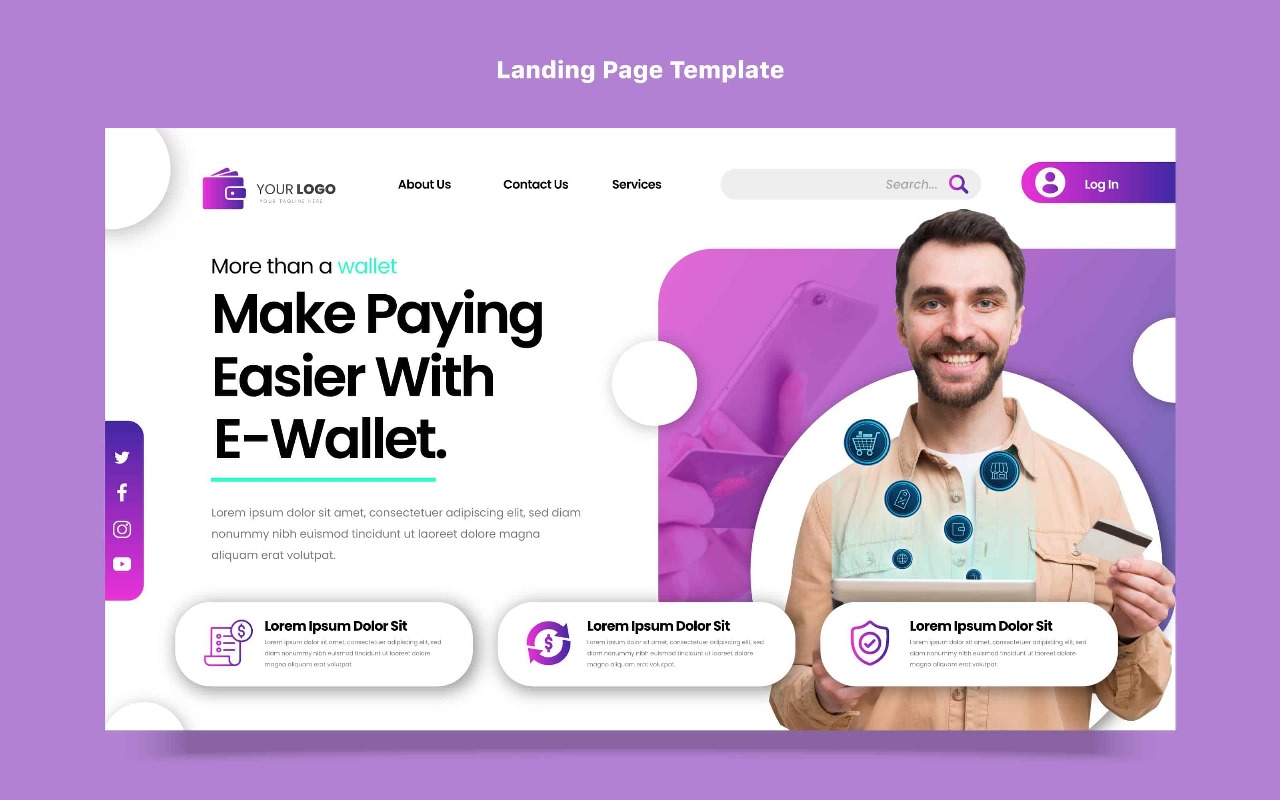 Landing Page Template
YOUR LOGO
YOUR TAGLINE HERE
About Us
Contact Us
Services
Search...
Log In
More than a wallet
Make Paying
Easier With
E-Wallet.
Lorem ipsum dolor sit amet, consectetuer adipiscing elit, sed diam
nonummy nibh euismod tincidunt ut laoreet dolore magna
aliquam erat volutpat.
Lorem Ipsum Dolor Sit
Lorem ipsum dolor sit amet, consectetuer adipiscing elit, sed
diam nonummy nibh euismod tincidunt ut laoreet dolore
magna aliquam erat volutpat.
Lorem Ipsum Dolor Sit
Lorem ipsum dolor sit amet, consectetuer adipiscing elit, sed
diam nonummy nibh euismod tincidunt ut laoreet dolore
magna aliquam erat volutpat.
Lorem Ipsum Dolor Sit
Lorem ipsum dolor sit amet, consectetuer adipiscing elit, sed
diam nonummy nibh euismod tincidunt ut laoreet dolore
magna aliquam erat volutpat.